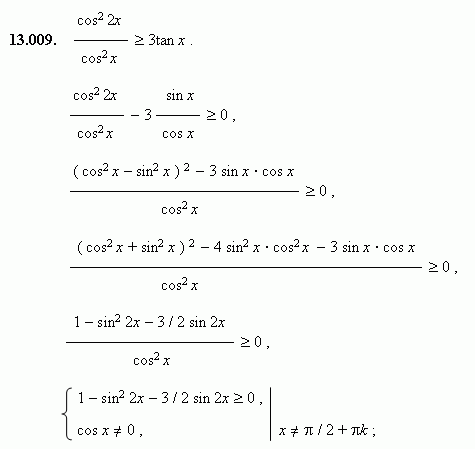 13.009. cos² 2x / cos² x ≥ 3tan x .
cos² 2x / cos² x − 3 sin x / cos x ≥ 0 ,
( cos² x − sin² x ) ² − 3 sin x · cos x / cos² x ≥ 0 ,
( cos² x + sin² x ) ² − 4 sin² x · cos² x − 3 sin x · cos x / cos² x ≥ 0 ,
1 − sin² 2x − 3 / 2 sin 2x / cos² x ≥ 0 ,
{ 1 − sin² 2x − 3 / 2 sin 2x ≥ 0 , |
cos x ≠ 0 , | x ≠ π / 2 + πk ;